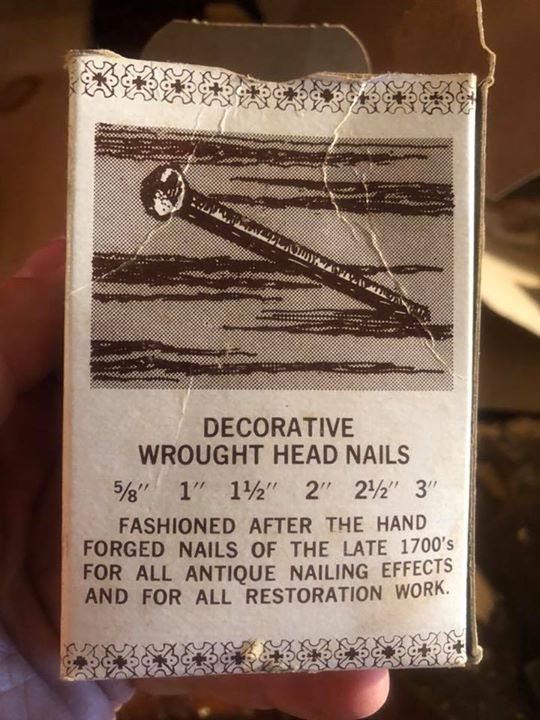 DECORATIVE
WROUGHT HEAD NAILS
5/8" 1" 1½" 2" 2½" 3"
FASHIONED AFTER THE HAND
FORGED NAILS OF THE LATE 1700's
FOR ALL ANTIQUE NAILING EFFECTS
AND FOR ALL RESTORATION WORK.